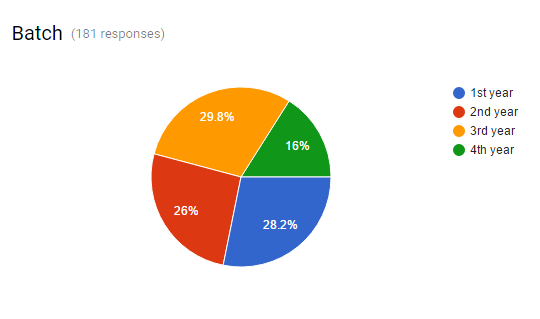 Batch (181 responses)
29.8%
16%
26%
28.2%
1st year
2nd year
3rd year
4th year